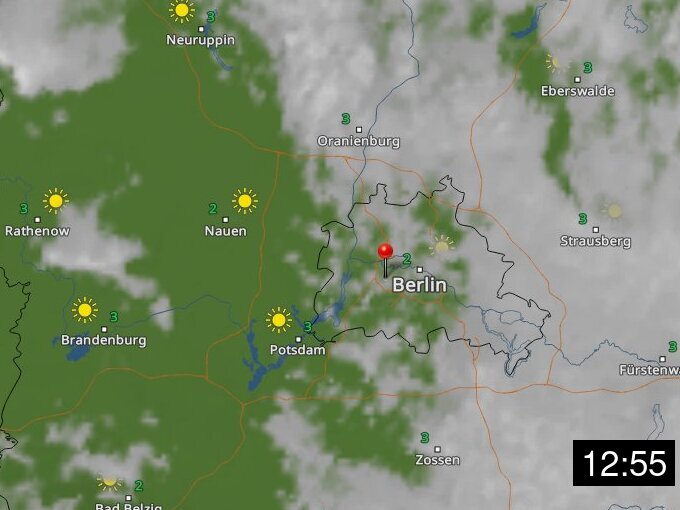 3
Neuruppin
3
Eberswalde
3
Oranienburg
3
Rathenow
2
Nauen
3
Strausberg
2
Berlin
3
Brandenburg
3
Potsdam
3
Fürstenwa
3
Zossen
12:55
2
Bad Belzig